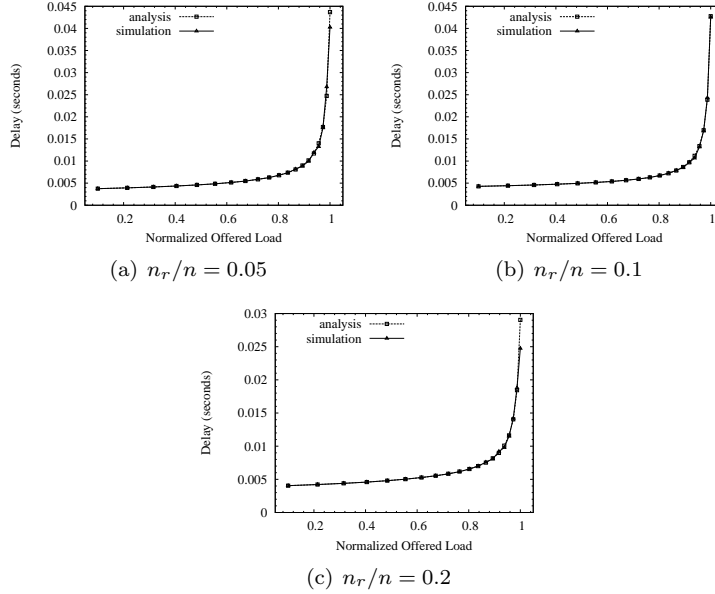 0.045
0.04
0.035
0.03
0.025
0.02
0.015
0.01
0.005
0
Delay (seconds)
analysis
simulation
0.2 0.4 0.6 0.8 1
Normalized Offered Load
(a) n_r/n = 0.05
0.045
0.04
0.035
0.03
0.025
0.02
0.015
0.01
0.005
0
Delay (seconds)
analysis
simulation
0.2 0.4 0.6 0.8 1
Normalized Offered Load
(b) n_r/n = 0.1
0.03
0.025
0.02
0.015
0.01
0.005
0
Delay (seconds)
analysis
simulation
0.2 0.4 0.6 0.8 1
Normalized Offered Load
(c) n_r/n = 0.2